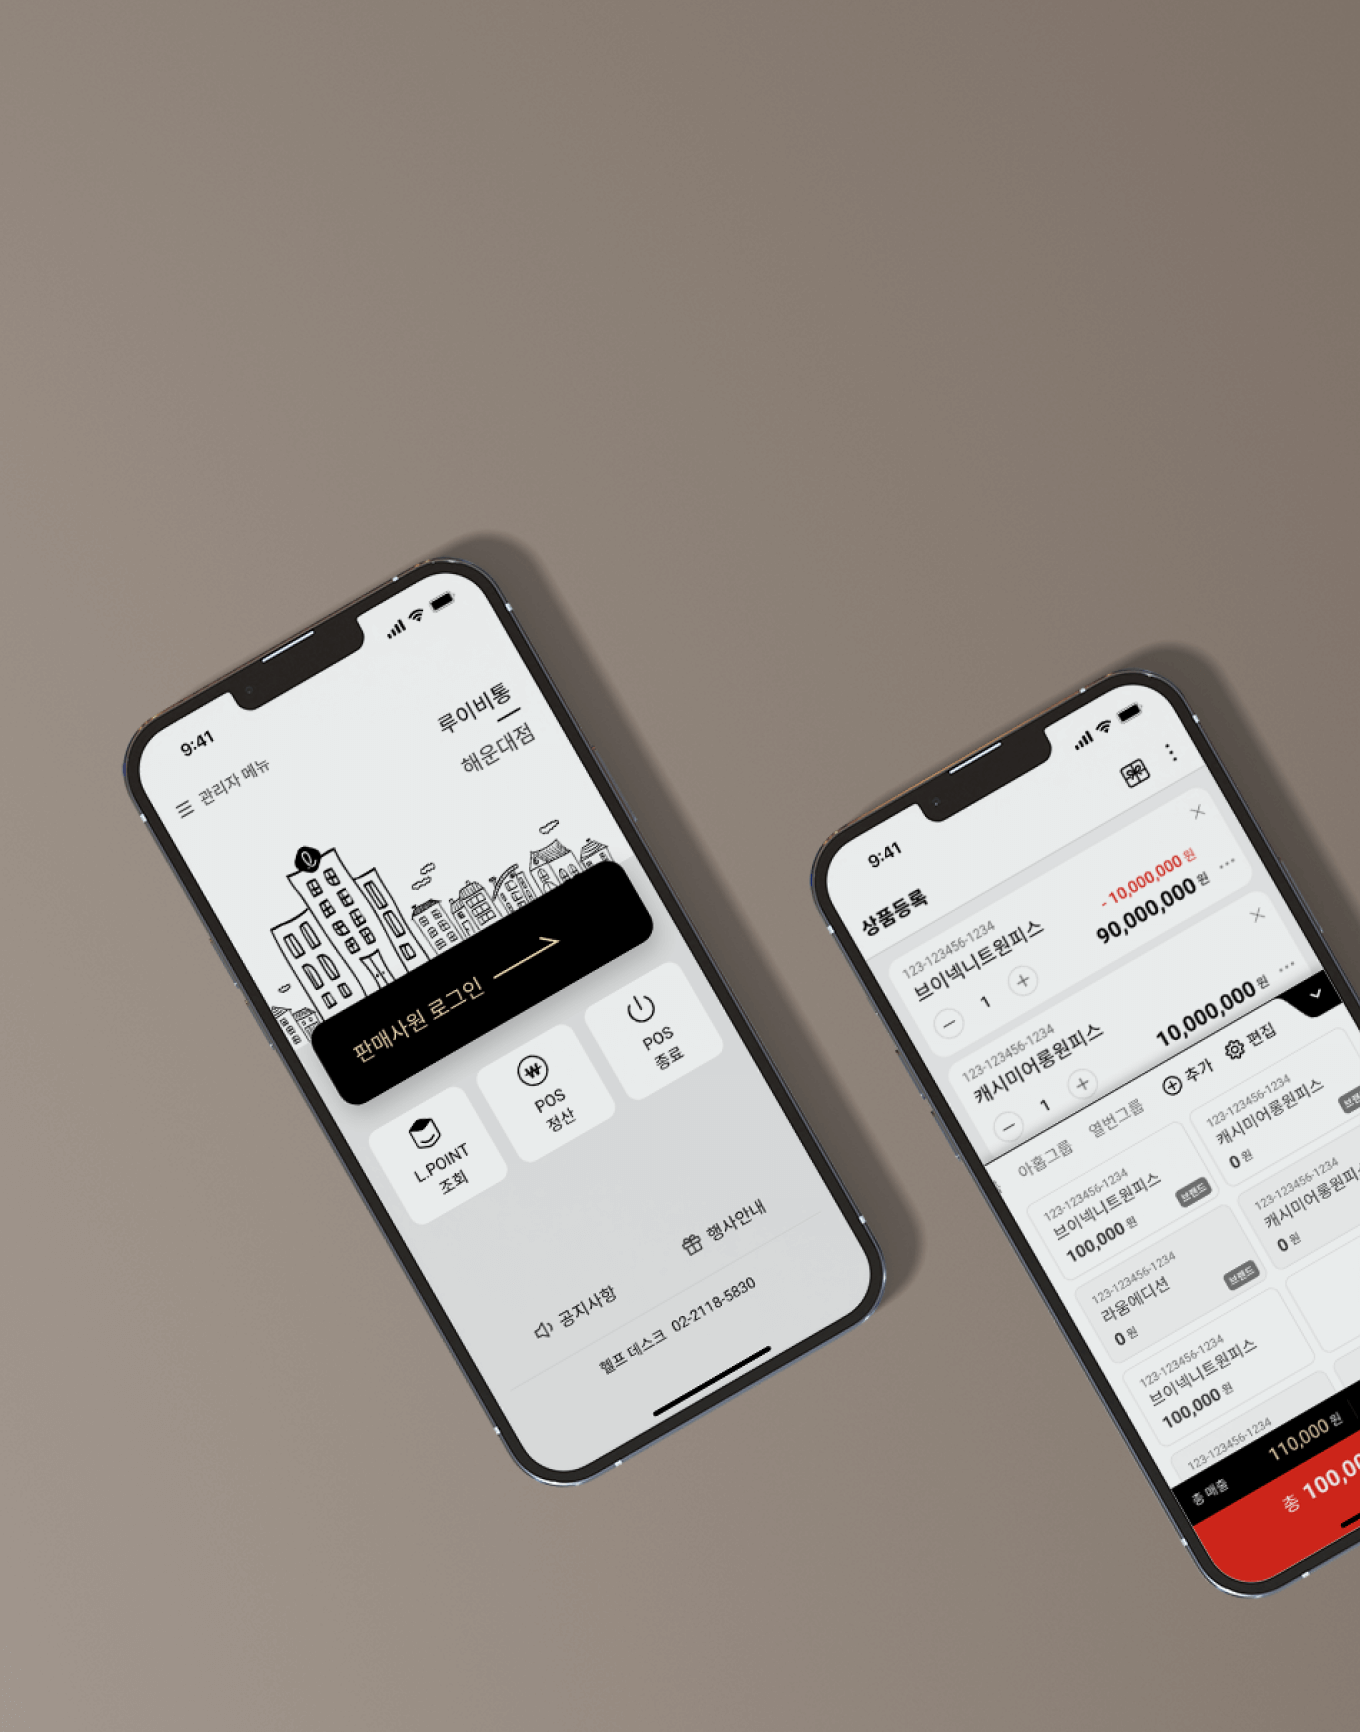 9:41
관리자 메뉴
루이비통
해운대점
판매사원 로그인
L.POINT
조회
POS
정산
POS
종료
공지사항
행사안내
헬프 데스크 02-2118-5830
9:41
상품등록
123-123456-1234
브이넥니트원피스
- 10,000,000 원
1
90,000,000 원
123-123456-1234
캐시미어롱원피스
1
10,000,000 원
아홉그룹
열번그룹
추가
편집
123-123456-1234
브이넥니트원피스
100,000 원
브랜드
123-123456-1234
캐시미어롱원피스
0 원
123-123456-1234
라움에디션
0 원
브랜드
123-123456-1234
캐시미어롱원피
0 원
123-123456-1234
브이넥니트원피스
100,000 원
123-123456-1234
총 매출
110,000 원
총 100,00